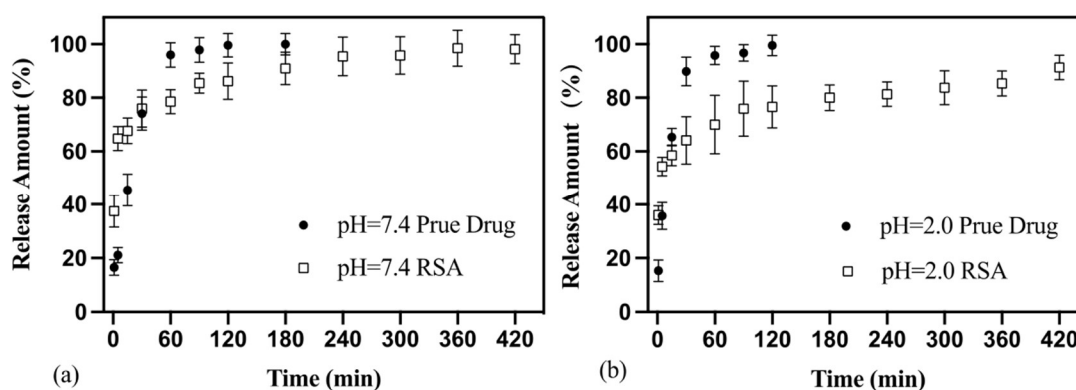 Release Amount (%)
100
80
60
40
20
0
pH=7.4 Prue Drug
pH=7.4 RSA
0 60 120 180 240 300 360 420
(a) Time (min)
Release Amount (%)
100
80
60
40
20
0
pH=2.0 Prue Drug
pH=2.0 RSA
0 60 120 180 240 300 360 420
(b) Time (min)